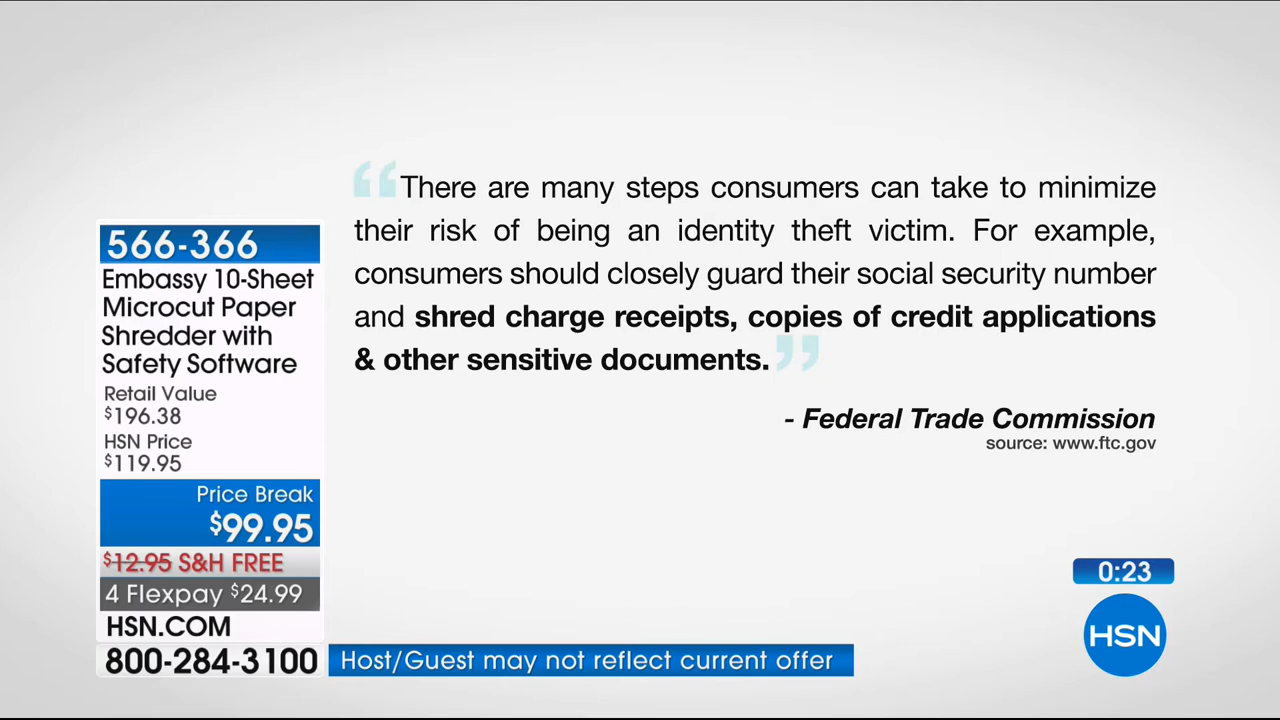 “There are many steps consumers can take to minimize
their risk of being an identity theft victim. For example,
consumers should closely guard their social security number
and shred charge receipts, copies of credit applications
& other sensitive documents.”
- Federal Trade Commission
source: www.ftc.gov
566-366
Embassy 10-Sheet
Microcut Paper
Shredder with
Safety Software
Retail Value
$196.38
HSN Price
$119.95
Price Break
$99.95
$12.95 S&H FREE
4 Flexpay $24.99
HSN.COM
800-284-3100
Host/Guest may not reflect current offer
0:23
HSN